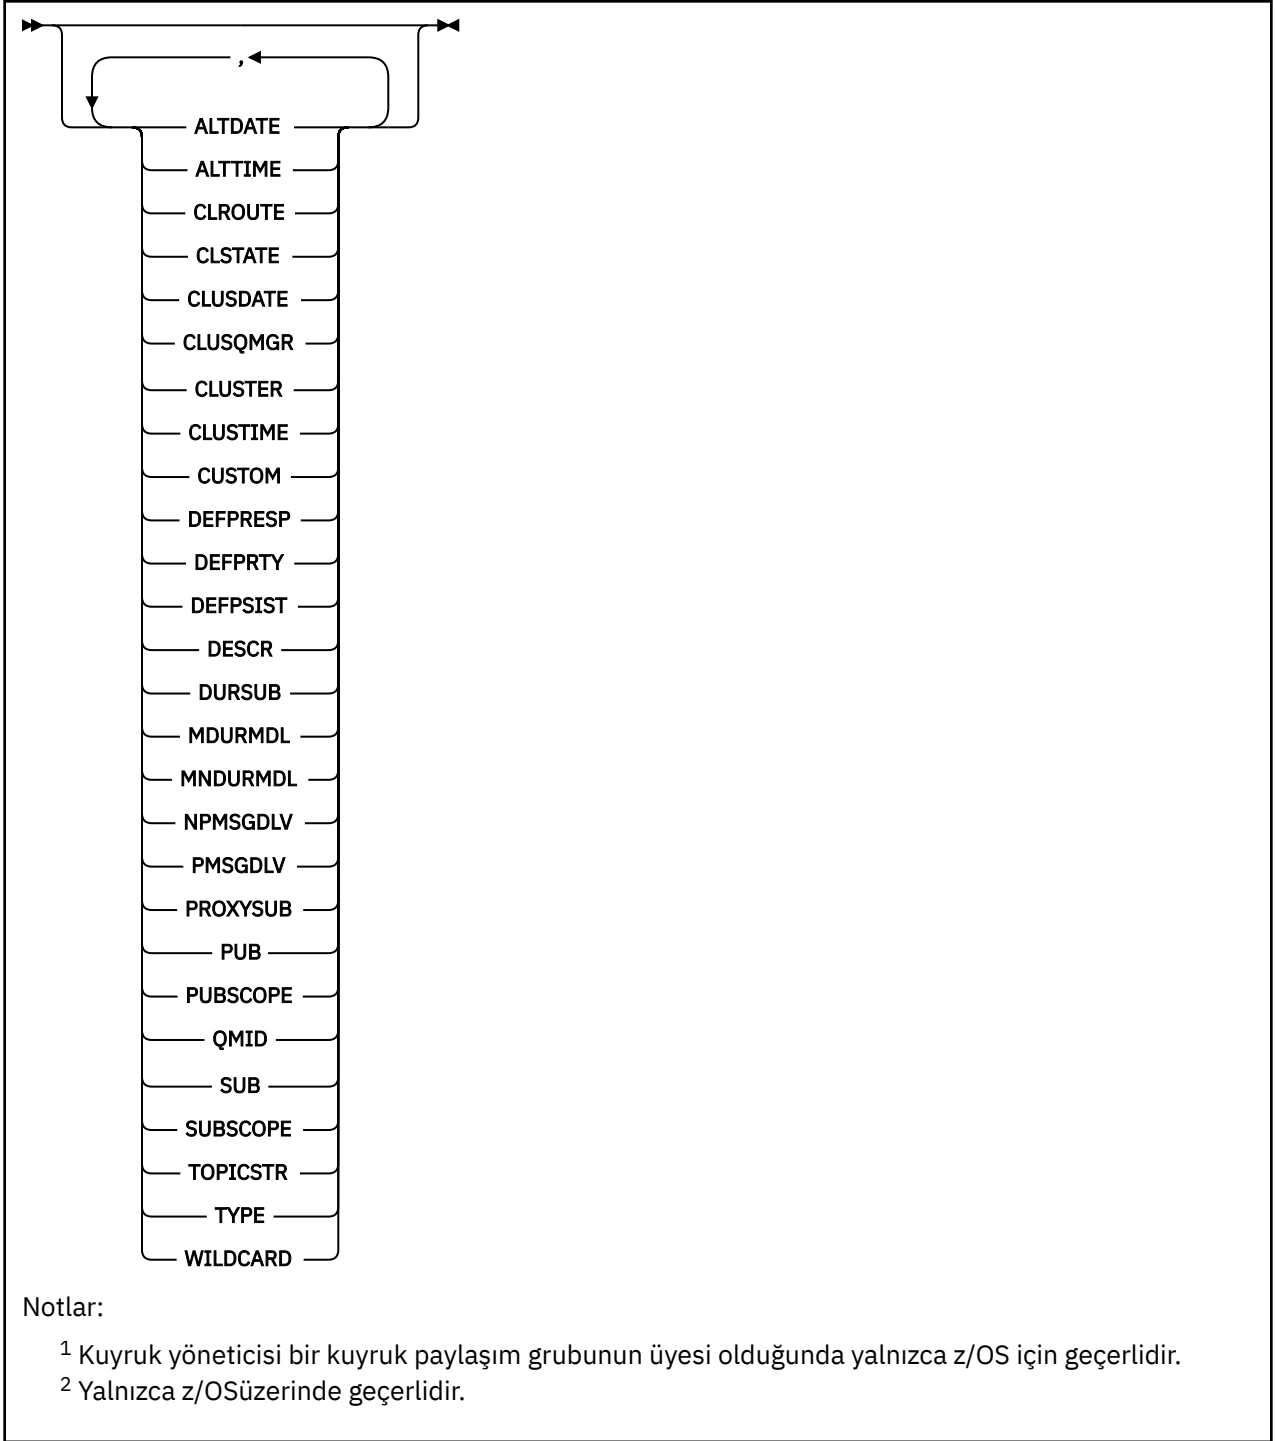 ,
ALTDATE
ALTTIME
CLROUTE
CLSTATE
CLUSDATE
CLUSQMGR
CLUSTER
CLUSTIME
CUSTOM
DEFPRESP
DEFPRTY
DEFPSIST
DESCR
DURSUB
MDURMDL
MNDURMDL
NPMSGDLV
PMSGDLV
PROXYSUB
PUB
PUBSCOPE
QMID
SUB
SUBSCOPE
TOPICSTR
TYPE
WILDCARD
Notlar:
1 Kuyruk yöneticisi bir kuyruk paylaşım grubunun üyesi olduğunda yalnızca z/OS için geçerlidir.
2 Yalnızca z/OSüzerinde geçerlidir.